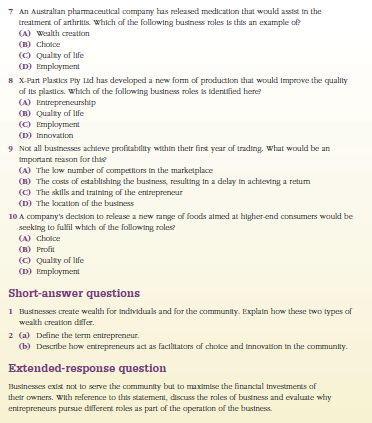 7 An Australian pharmaceutical company has released medication that would assist in the
treatment of arthritis. Which of the following business roles is this an example of?
(A) Wealth creation
(B) Choice
(C) Quality of life
(D) Employment
8 X-Part Plastics Pty Ltd has developed a new form of production that would improve the quality
of its plastics. Which of the following business roles is identified here?
(A) Entrepreneurship
(B) Quality of life
(C) Employment
(D) Innovation
9 Not all businesses achieve profitability within their first year of trading. What would be an
important reason for this?
(A) The low number of competitors in the marketplace
(B) The costs of establishing the business, resulting in a delay in achieving a return
(C) The skills and training of the entrepreneur
(D) The location of the business
10 A company's decision to release a new range of foods aimed at higher-end consumers would be
seeking to fulfil which of the following roles?
(A) Choice
(B) Profit
(C) Quality of life
(D) Employment
Short-answer questions
1 Businesses create wealth for individuals and for the community. Explain how these two types of
wealth creation differ.
2 (a) Define the term entrepreneur.
(b) Describe how entrepreneurs act as facilitators of choice and innovation in the community.
Extended-response question
Businesses exist not to serve the community but to maximise the financial investments of
their owners. With reference to this statement, discuss the roles of business and evaluate why
entrepreneurs pursue different roles as part of the operation of the business.